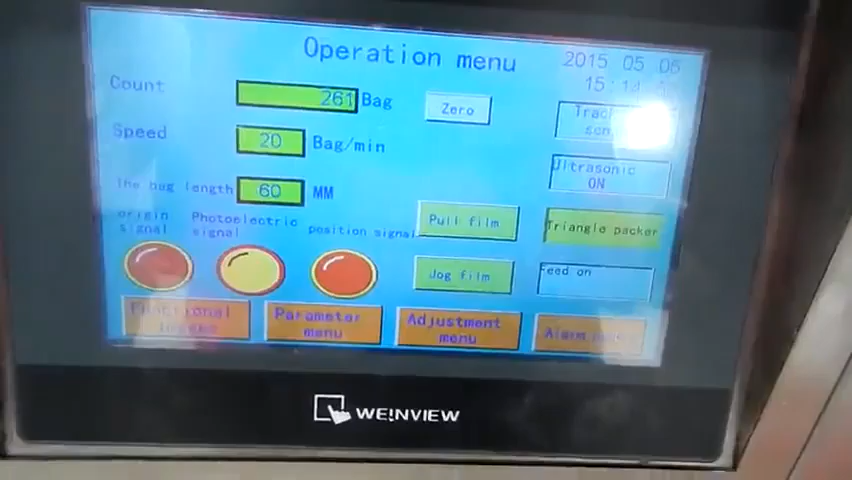 Operation menu
2015 05 06
15:14
Count
261 Bag
Zero
Speed
20 Bag/min
Ultrasonic
ON
The bag length
60 MM
origin
signal
Photoelectric
signal
position signal
Pull film
Triangle packer
Jog film
Feed on
Functional
Parameter
menu
Adjustment
menu
Alarm
WEINVIEW